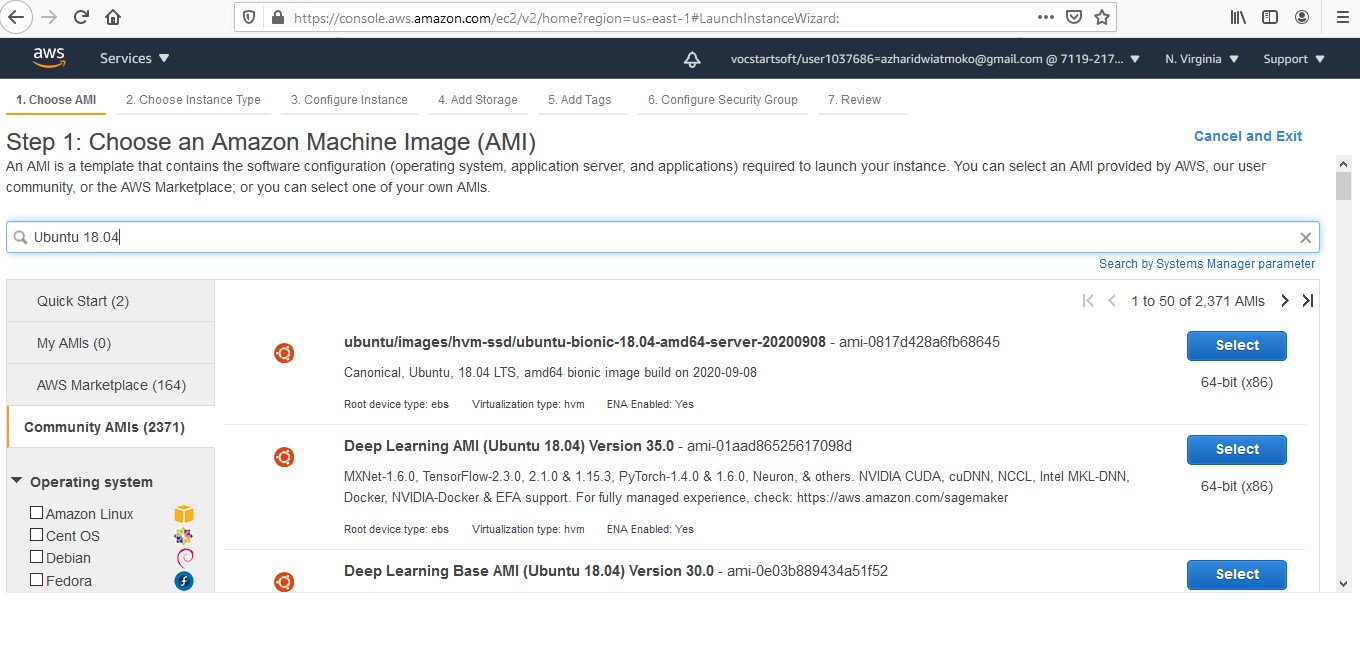 https://console.aws.amazon.com/ec2/v2/home?region=us-east-1#LaunchInstanceWizard:
aws Services vocstartsoft/user1037686=azharidwiatmoko@gmail.com @ 7119-217... N. Virginia Support
1. Choose AMI 2. Choose Instance Type 3. Configure Instance 4. Add Storage 5. Add Tags 6. Configure Security Group 7. Review
Step 1: Choose an Amazon Machine Image (AMI)
Cancel and Exit
An AMI is a template that contains the software configuration (operating system, application server, and applications) required to launch your instance. You can select an AMI provided by AWS, our user
community, or the AWS Marketplace; or you can select one of your own AMIs.
Ubuntu 18.04
Search by Systems Manager parameter
Quick Start (2)
My AMIs (0)
AWS Marketplace (164)
Community AMIs (2371)
Operating system
Amazon Linux
Cent OS
Debian
Fedora
1 to 50 of 2,371 AMIs
ubuntu/images/hvm-ssd/ubuntu-bionic-18.04-amd64-server-20200908 - ami-0817d428a6fb68645
Select
Canonical, Ubuntu, 18.04 LTS, amd64 bionic image build on 2020-09-08
64-bit (x86)
Root device type: ebs Virtualization type: hvm ENA Enabled: Yes
Deep Learning AMI (Ubuntu 18.04) Version 35.0 - ami-01aad86525617098d
Select
MXNet-1.6.0, TensorFlow-2.3.0, 2.1.0 & 1.15.3, PyTorch-1.4.0 & 1.6.0, Neuron, & others. NVIDIA CUDA, cuDNN, NCCL, Intel MKL-DNN,
64-bit (x86)
Docker, NVIDIA-Docker & EFA support. For fully managed experience, check: https://aws.amazon.com/sagemaker
Root device type: ebs Virtualization type: hvm ENA Enabled: Yes
Deep Learning Base AMI (Ubuntu 18.04) Version 30.0 - ami-0e03b889434a51f52
Select